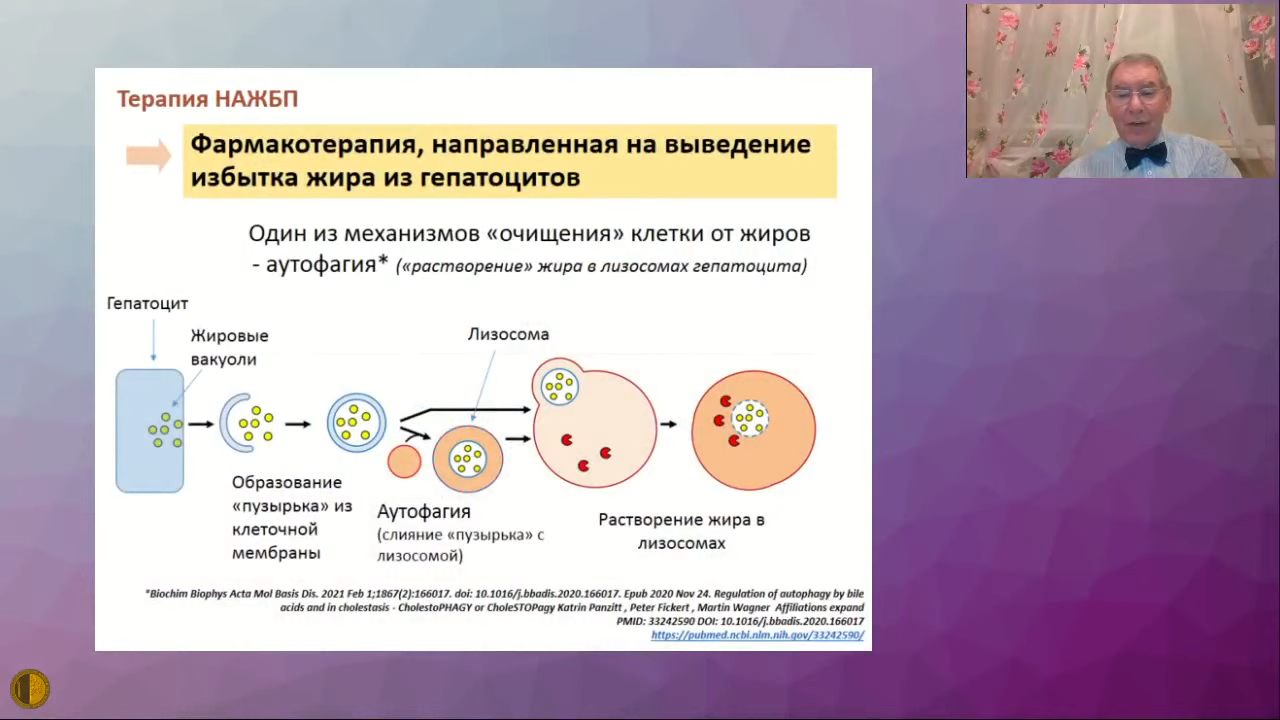 Терапия НАЖБП
Фармакотерапия, направленная на выведение
избытка жира из гепатоцитов
Один из механизмов «очищения» клетки от жиров
- аутофагия* («растворение» жира в лизосомах гепатоцита)
Гепатоцит
Жировые
вакуоли
Лизосома
Образование
«пузырька» из
клеточной
мембраны
Аутофагия
(слияние «пузырька» с
лизосомой)
Растворение жира в
лизосомах
*Biochim Biophys Acta Mol Basis Dis. 2021 Feb 1;1867(2):166017. doi: 10.1016/j.bbadis.2020.166017. Epub 2020 Nov 24. Regulation of autophagy by bile
acids and in cholestasis - CholestoPHAGY or CholeSTOPagy Katrin Panzitt , Peter Fickert , Martin Wagner Affiliations expand
PMID: 33242590 DOI: 10.1016/j.bbadis.2020.166017
https://pubmed.ncbi.nlm.nih.gov/33242590/